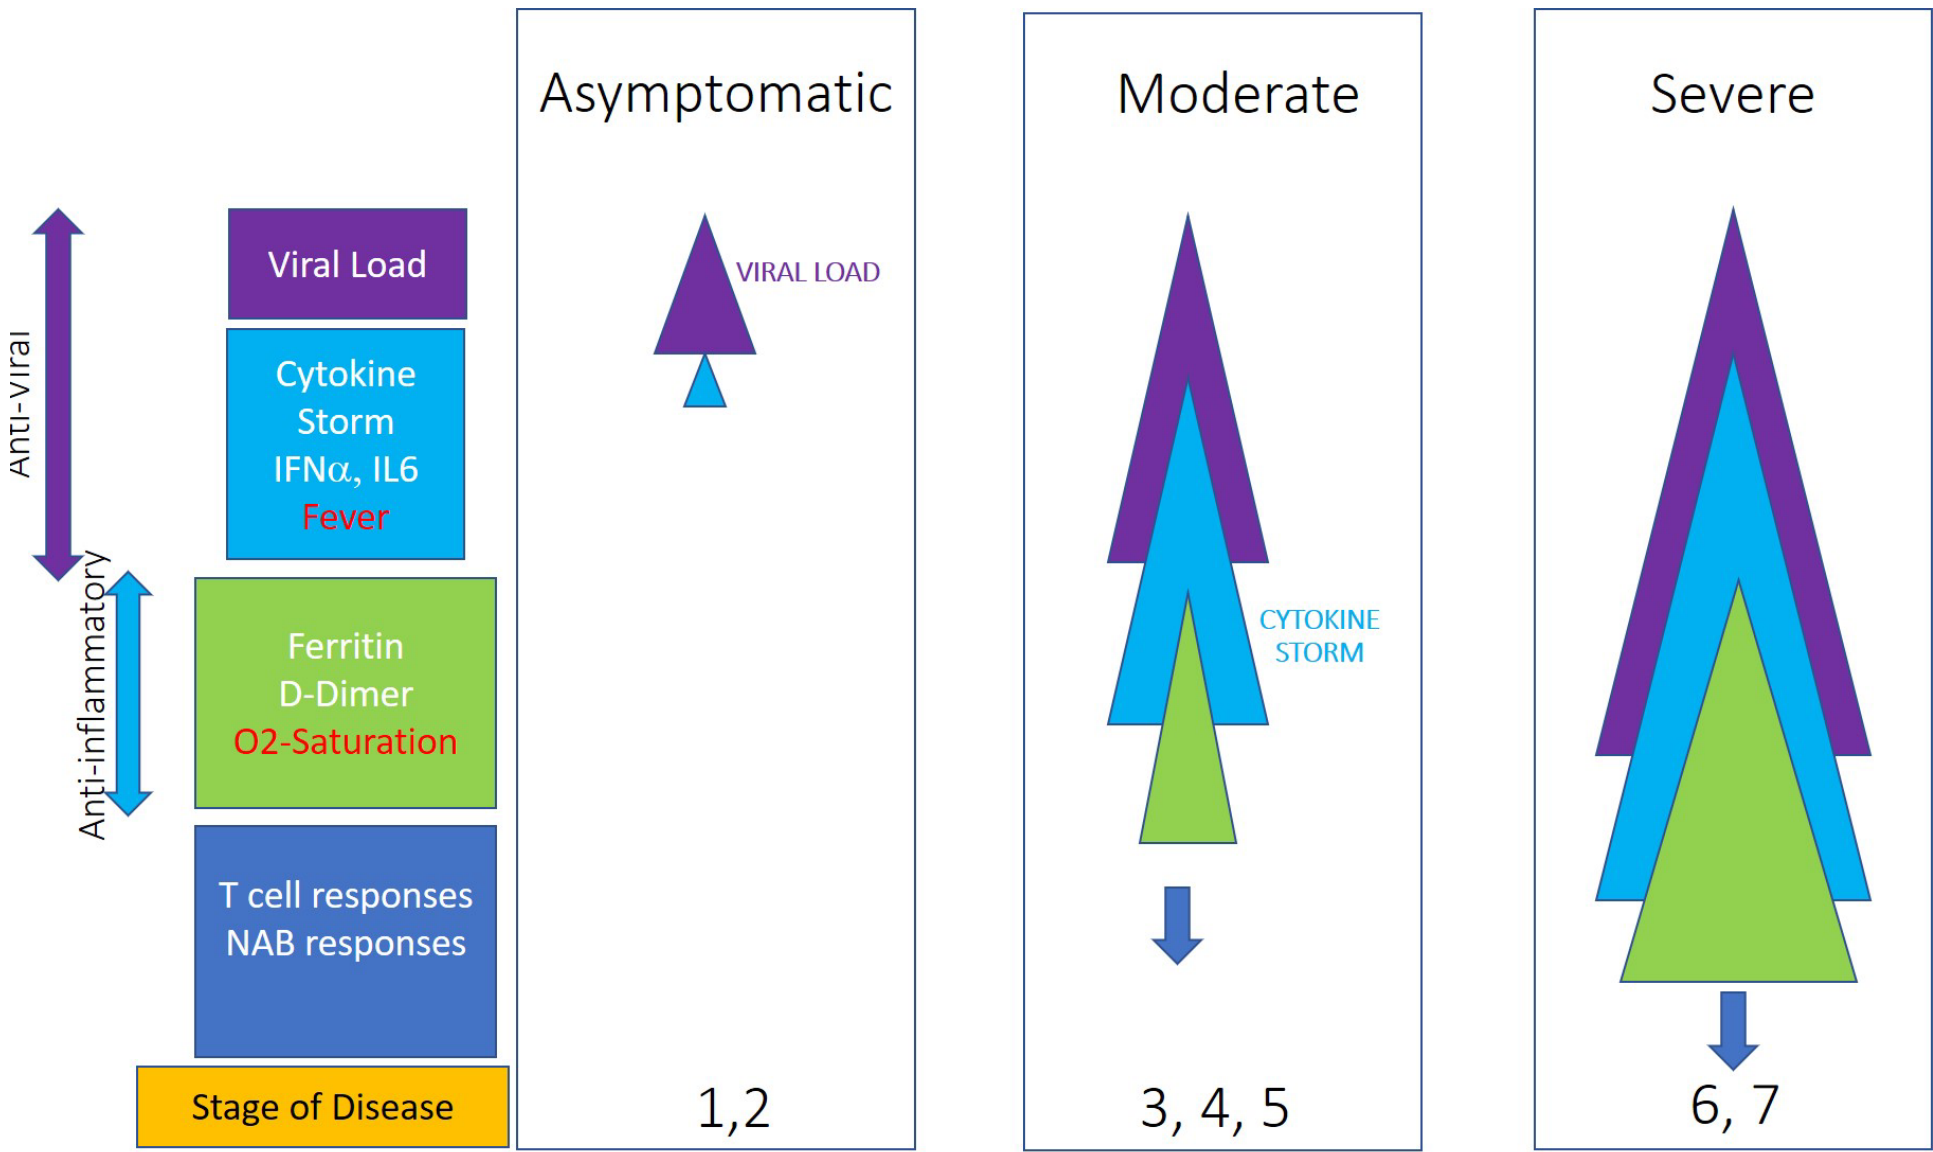 Asymptomatic
Moderate
Severe
Anti-Viral
Viral Load
VIRAL LOAD
Cytokine
Storm
IFNα, IL6
Fever
Anti-inflammatory
Ferritin
D-Dimer
O2-Saturation
CYTOKINE
STORM
T cell responses
NAB responses
Stage of Disease
1,2
3, 4, 5
6, 7